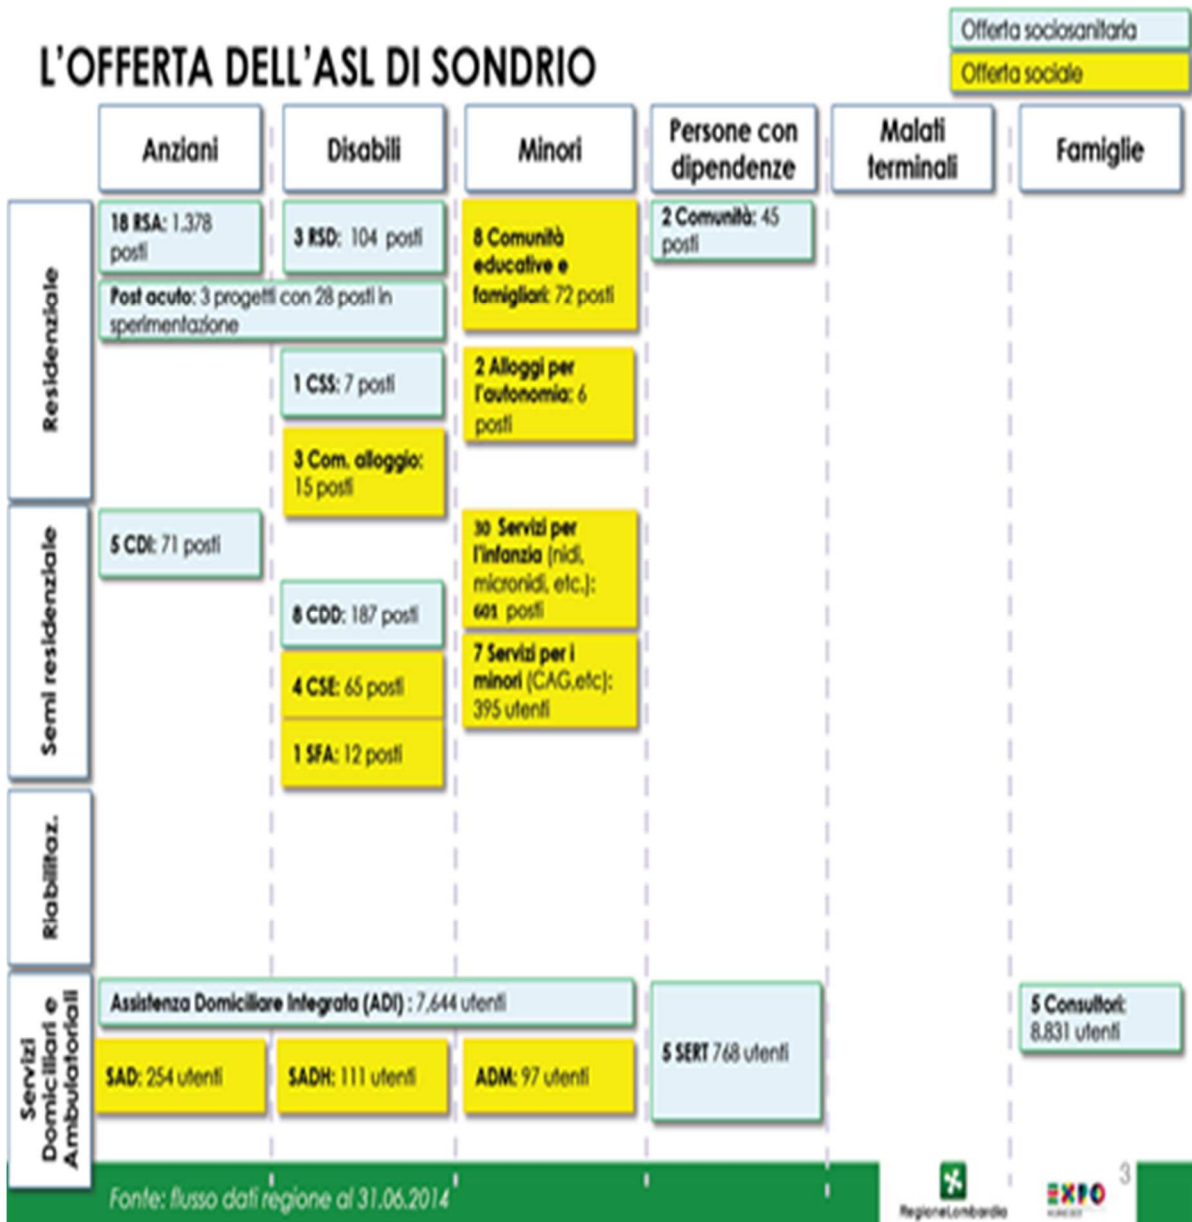 L'OFFERTA DELL'ASL DI SONDRIO
Offerta sociosanitaria
Offerta sociale
Anziani
Disabili
Minori
Persone con
dipendenze
Malati
terminali
Famiglie
Residenziale
18 RSA: 1.378
posti
3 RSD: 104 posti
8 Comunità
educative e
famigliari: 72 posti
2 Comunità: 45
posti
Post acuto: 3 progetti con 28 posti in
sperimentazione
1 CSS: 7 posti
2 Alloggi per
l'autonomia: 6
posti
3 Com. alloggio:
15 posti
Semi residenziale
5 CDI: 71 posti
30 Servizi per
l'infanzia (nidi,
micronidi, etc.):
601 posti
8 CDD: 187 posti
4 CSE: 65 posti
7 Servizi per i
minori (CAG,etc):
395 utenti
1 SFA: 12 posti
Riabilitaz.
Servizi
Domiciliari e
Ambulatoriali
Assistenza Domiciliare Integrata (ADI) : 7.644 utenti
SAD: 254 utenti
SADH: 111 utenti
ADM: 97 utenti
5 SERT 768 utenti
5 Consultori:
8.831 utenti
Fonte: flusso dati regione al 31.06.2014
RegioneLombardia
EXPO
3